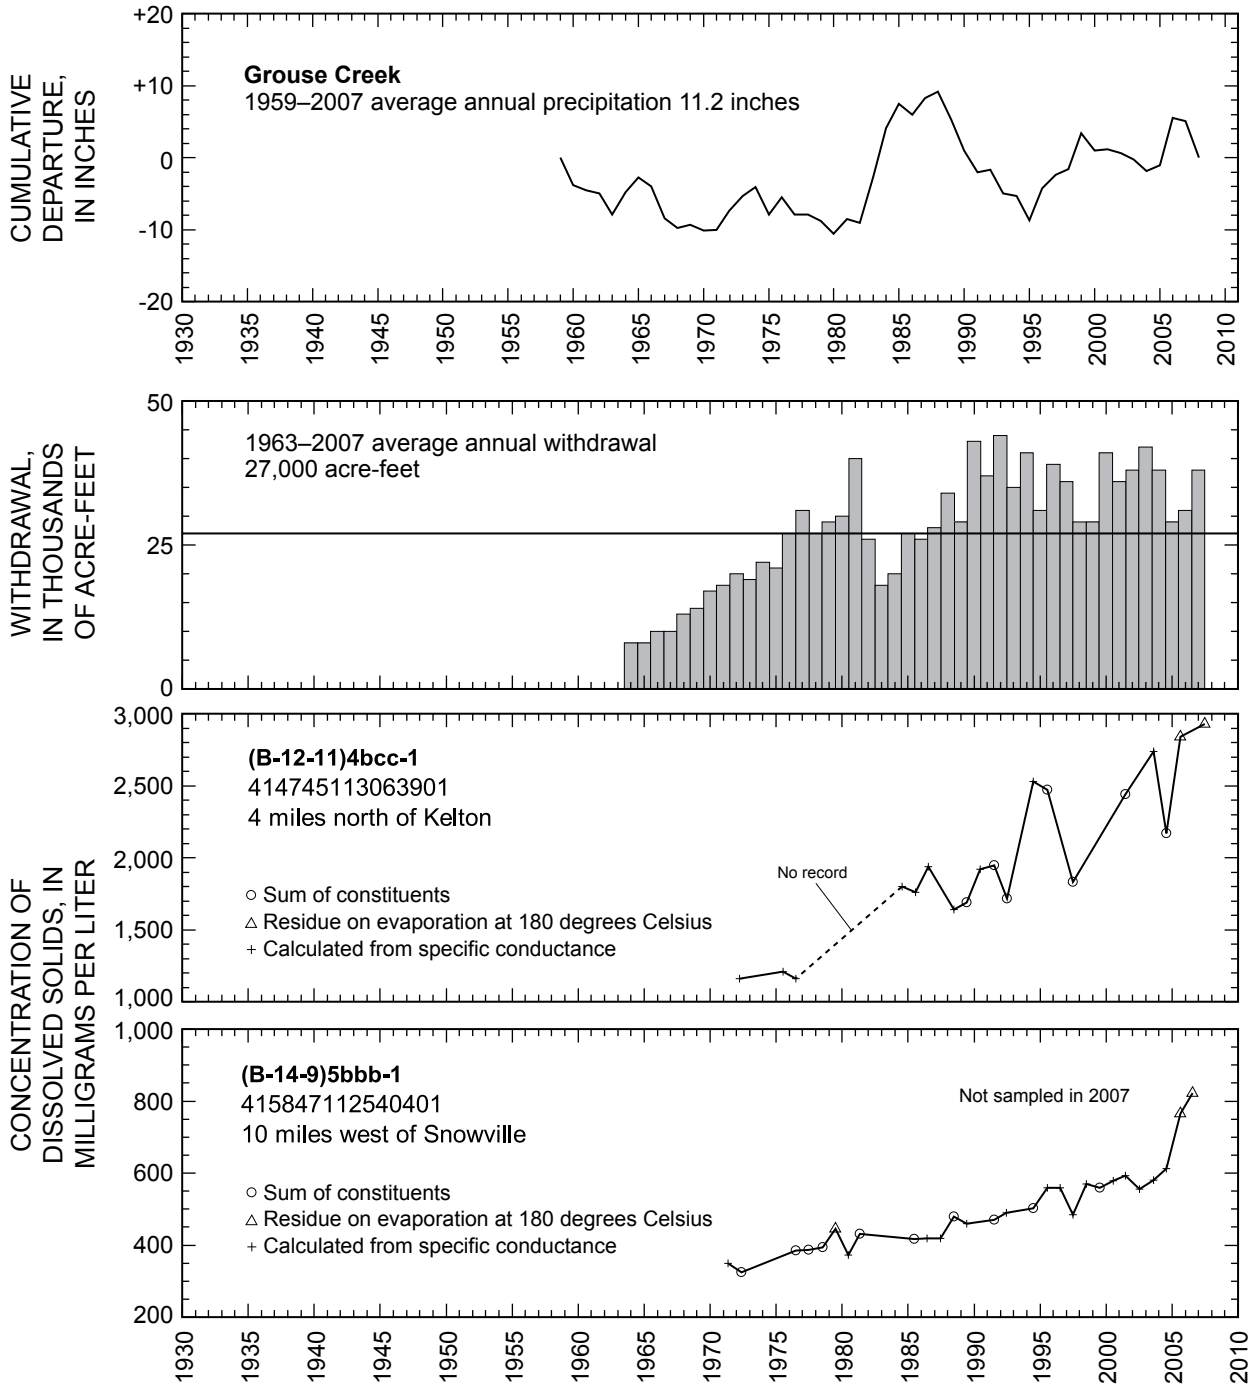 CUMULATIVE
DEPARTURE,
IN INCHES
+20
+10
0
-10
-20
Grouse Creek
1959–2007 average annual precipitation 11.2 inches
1930 1935 1940 1945 1950 1955 1960 1965 1970 1975 1980 1985 1990 1995 2000 2005 2010
WITHDRAWAL,
IN THOUSANDS
OF ACRE-FEET
50
25
0
1963–2007 average annual withdrawal
27,000 acre-feet
CONCENTRATION OF
DISSOLVED SOLIDS, IN
MILLIGRAMS PER LITER
3,000
2,500
2,000
1,500
1,000
(B-12-11)4bcc-1
414745113063901
4 miles north of Kelton
No record
Sum of constituents
Residue on evaporation at 180 degrees Celsius
+ Calculated from specific conductance
1,000
800
600
400
200
(B-14-9)5bbb-1
415847112540401
10 miles west of Snowville
Not sampled in 2007
Sum of constituents
Residue on evaporation at 180 degrees Celsius
+ Calculated from specific conductance
1930 1935 1940 1945 1950 1955 1960 1965 1970 1975 1980 1985 1990 1995 2000 2005 2010